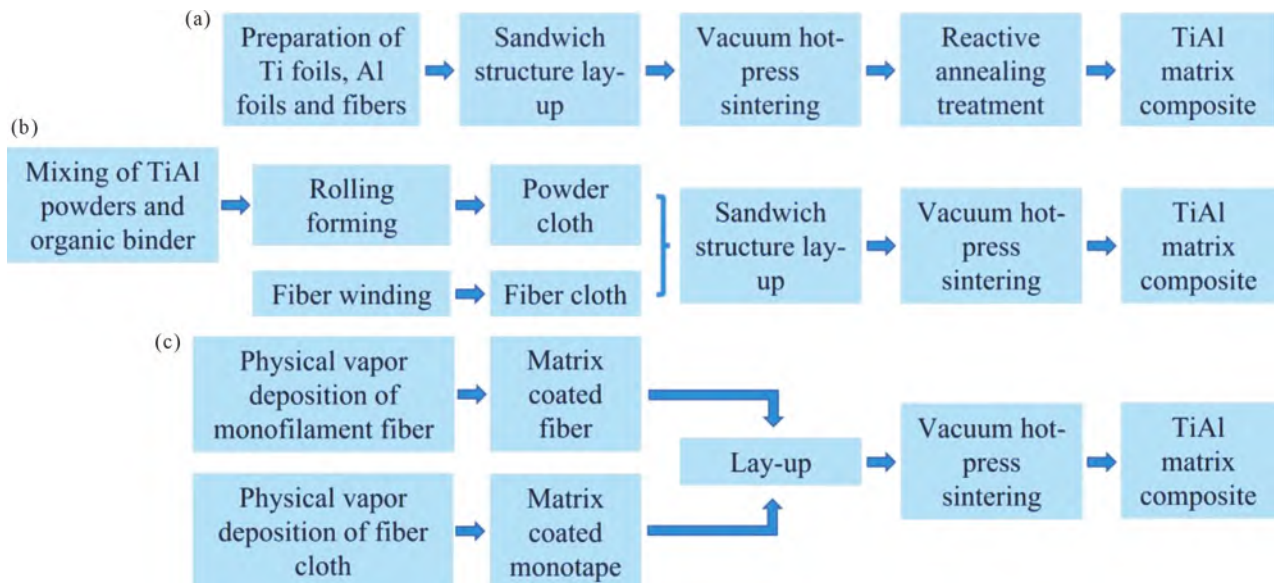 (a)
Preparation of
Ti foils, Al
foils and fibers
Sandwich
structure lay-
up
Vacuum hot-
press
sintering
Reactive
annealing
treatment
TiAl
matrix
composite
(b)
Mixing of TiAl
powders and
organic binder
Rolling
forming
Powder
cloth
Fiber winding
Fiber cloth
Sandwich
structure lay-
up
Vacuum hot-
press
sintering
TiAl
matrix
composite
(c)
Physical vapor
deposition of
monofilament fiber
Matrix
coated
fiber
Physical vapor
deposition of fiber
cloth
Matrix
coated
monotape
Lay-up
Vacuum hot-
press
sintering
TiAl
matrix
composite